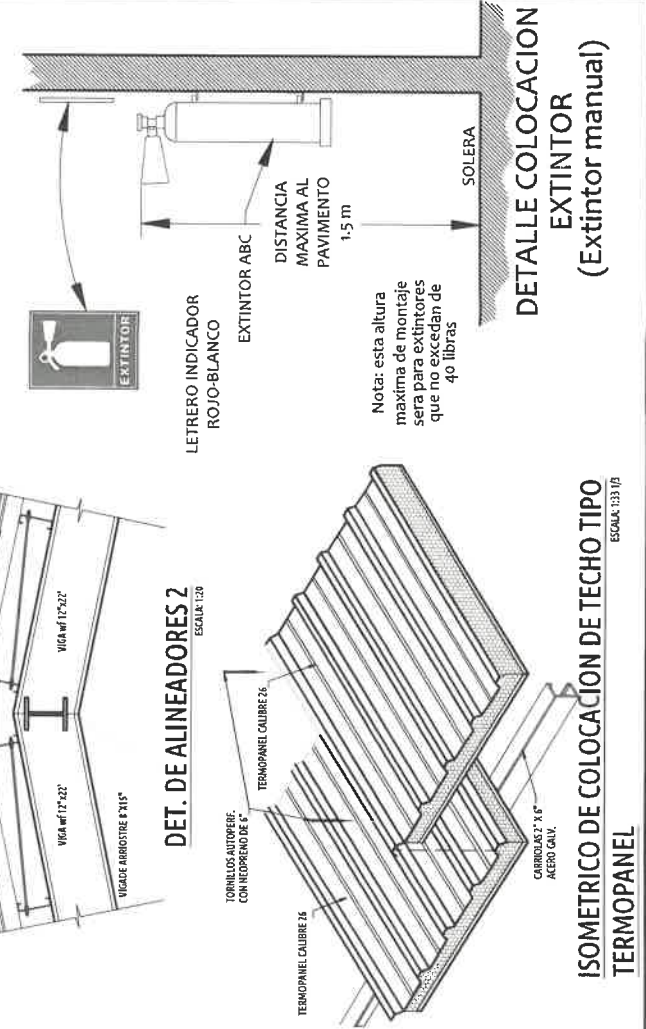 VIGA wf 12"x22'
VIGA wf 12"x22'
VIGA DE ARRIOSTRE 8"X15"
DET. DE ALINEADORES 2
ESCALA: 1:20
TORNILLOS AUTOPERF.
CON NEOPRENO DE 6"
TERMOPANEL CALIBRE 26
TERMOPANEL CALIBRE 26
CARRIOLAS 2" X 6"
ACERO GALV.
ISOMETRICO DE COLOCACION DE TECHO TIPO
TERMOPANEL
ESCALA: 1:33 1/3
EXTINTOR
LETRERO INDICADOR
ROJO-BLANCO
EXTINTOR ABC
DISTANCIA
MAXIMA AL
PAVIMENTO
1.5 m
Nota: esta altura
maxima de montaje
sera para extintores
que no excedan de
40 libras
SOLERA
DETALLE COLOCACION
EXTINTOR
(Extintor manual)